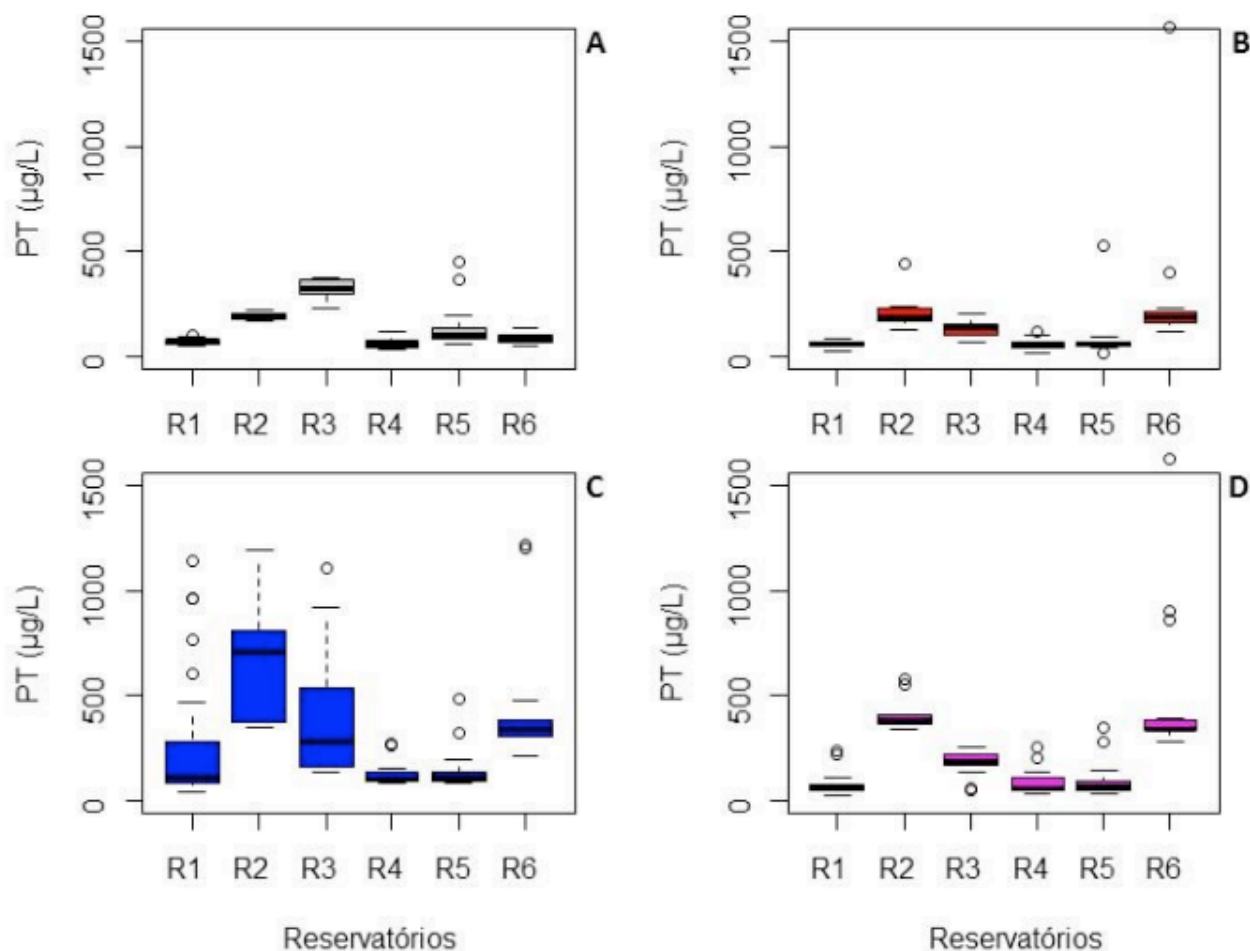 A
PT (µg/L)
1500
1000
500
0
R1 R2 R3 R4 R5 R6
B
PT (µg/L)
1500
1000
500
0
R1 R2 R3 R4 R5 R6
C
PT (µg/L)
1500
1000
500
0
R1 R2 R3 R4 R5 R6
Reservatórios
D
PT (µg/L)
1500
1000
500
0
R1 R2 R3 R4 R5 R6
Reservatórios